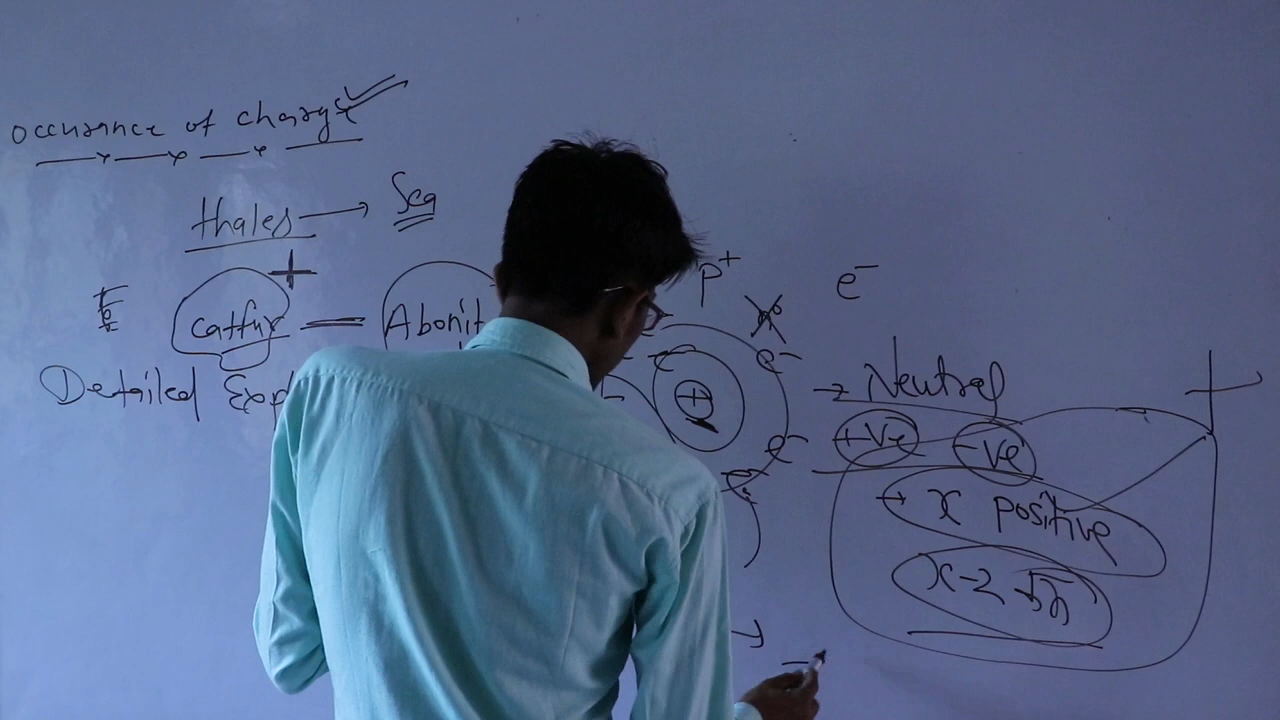 occurance of charge
thales → Sea
Catfur = Abonit
+
Detailed Exp
p+ e-
+
e-
e-
→ Neutral
+ve -ve
→ x positive
x-2
+